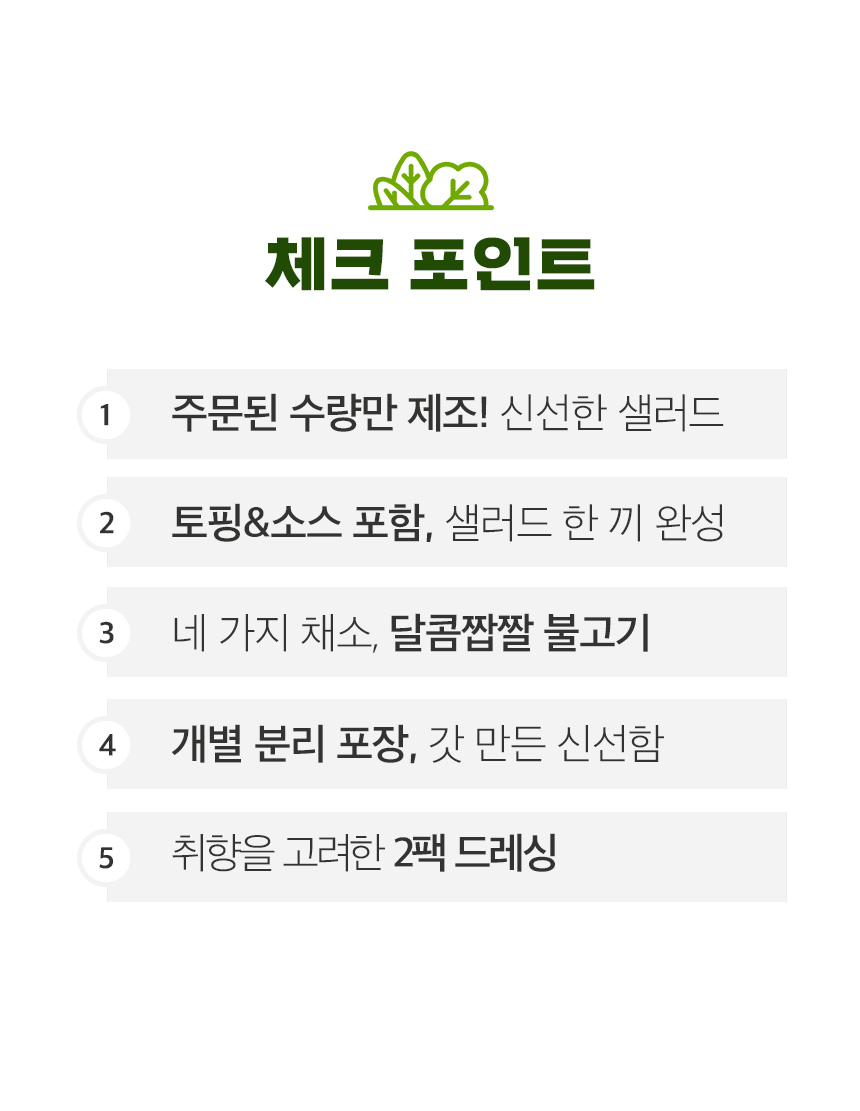 체크 포인트
1 주문된 수량만 제조! 신선한 샐러드
2 토핑&소스 포함, 샐러드 한 끼 완성
3 네 가지 채소, 달콤짭짤 불고기
4 개별 분리 포장, 갓 만든 신선함
5 취향을 고려한 2팩 드레싱